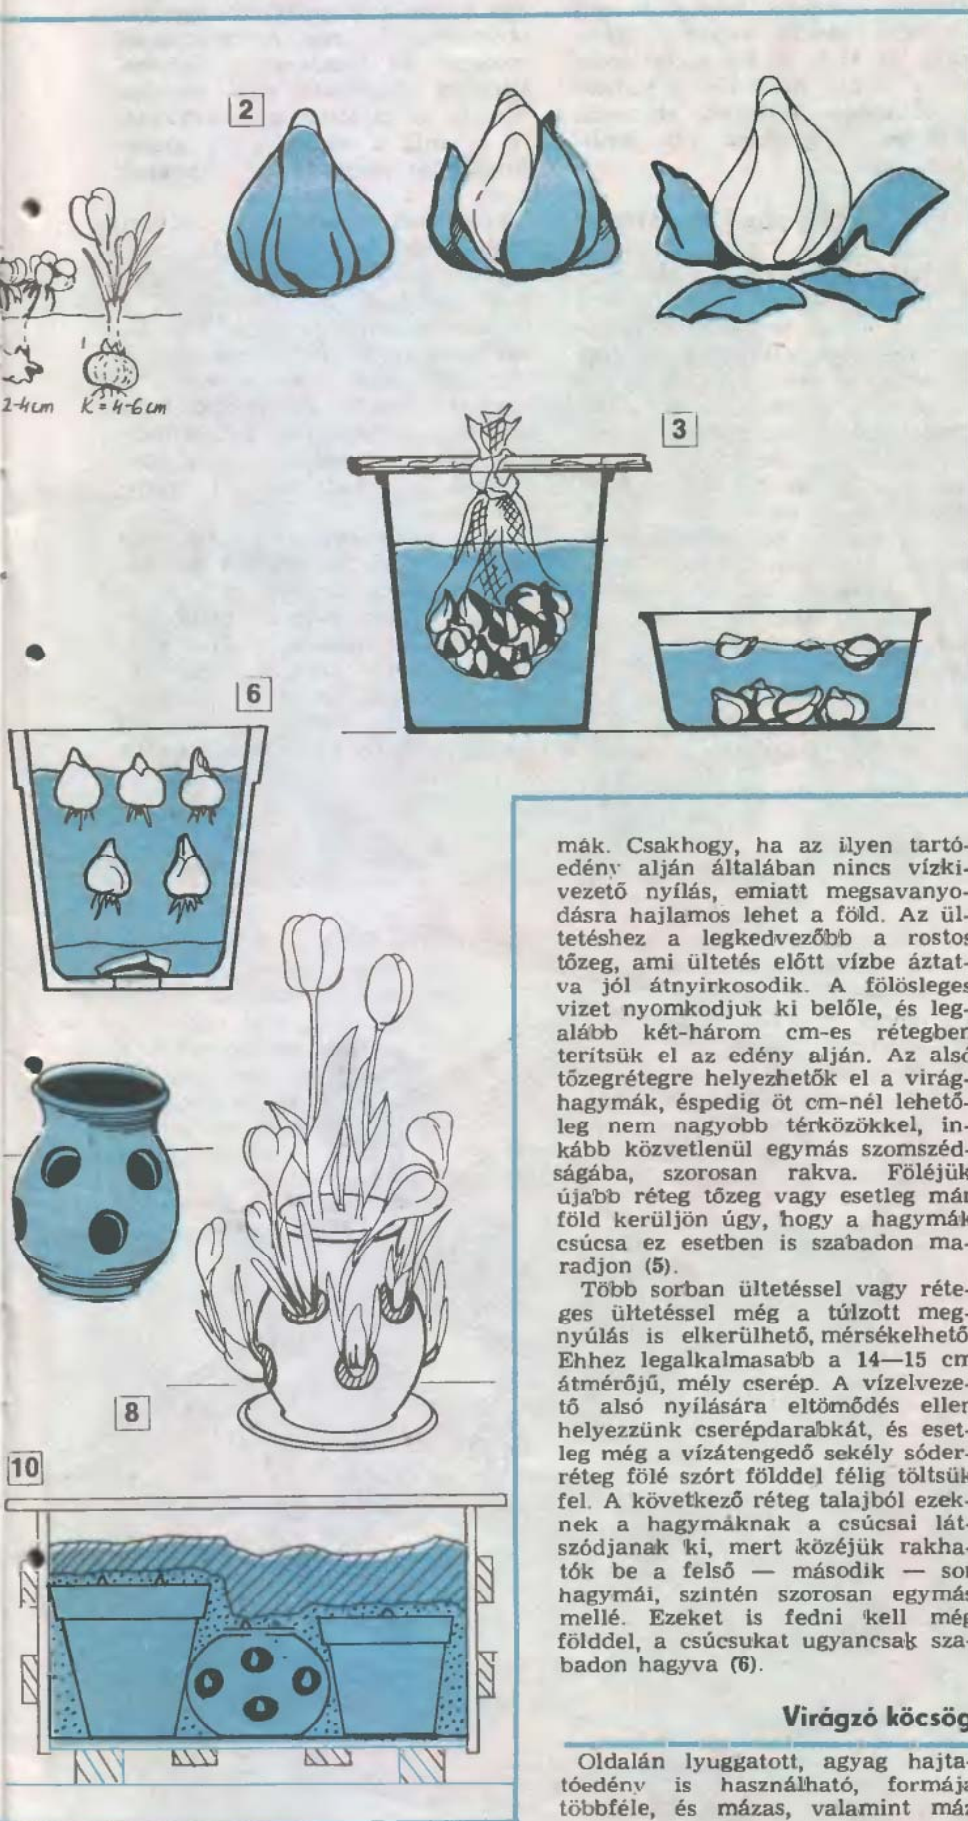 2
2-4cm K=4-6cm
3
6
8
10
mák. Csakhogy, ha az ilyen tartó-
edény alján általában nincs vízki-
vezető nyílás, emiatt megsavanyo-
dásra hajlamos lehet a föld. Az ül-
tetéshez a legkedvezőbb a rostos
tőzeg, ami ültetés előtt vízbe áztat-
va jól átnyirkosodik. A fölösleges
vizet nyomkodjuk ki belőle, és leg-
alább két-három cm-es rétegben
terítsük el az edény alján. Az alsó
tőzegrétegre helyezhetők el a virág-
hagymák, éspedig öt cm-nél lehető-
leg nem nagyobb térközökkel, in-
kább közvetlenül egymás szomszéd-
ságába, szorosan rakva. Föléjük
újabb réteg tőzeg vagy esetleg már
föld kerüljön úgy, hogy a hagymák
csúcsa ez esetben is szabadon ma-
radjon (5).
Több sorban ültetéssel vagy réte-
ges ültetéssel még a túlzott meg-
nyúlás is elkerülhető, mérsékelhető
Ehhez legalkalmasabb a 14—15 cm
átmérőjű, mély cserép. A vízelveze-
tő alsó nyílására eltömődés ellen
helyezzünk cserépdarabkát, és eset-
leg még a vízátengedő sekély sóder-
réteg fölé szórt földdel félig töltsük
fel. A következő réteg talajból ezek-
nek a hagymáknak a csúcsai lát-
szódjanak ki, mert közéjük rakha-
tók be a felső — második — sor
hagymái, szintén szorosan egymás
mellé. Ezeket is fedni kell még
földdel, a csúcsukat ugyancsak sza-
badon hagyva (6).
Virágzó köcsög
Oldalán lyuggatott, agyag hajta-
tóedény is használható, formája
többféle, és mázas, valamint máz